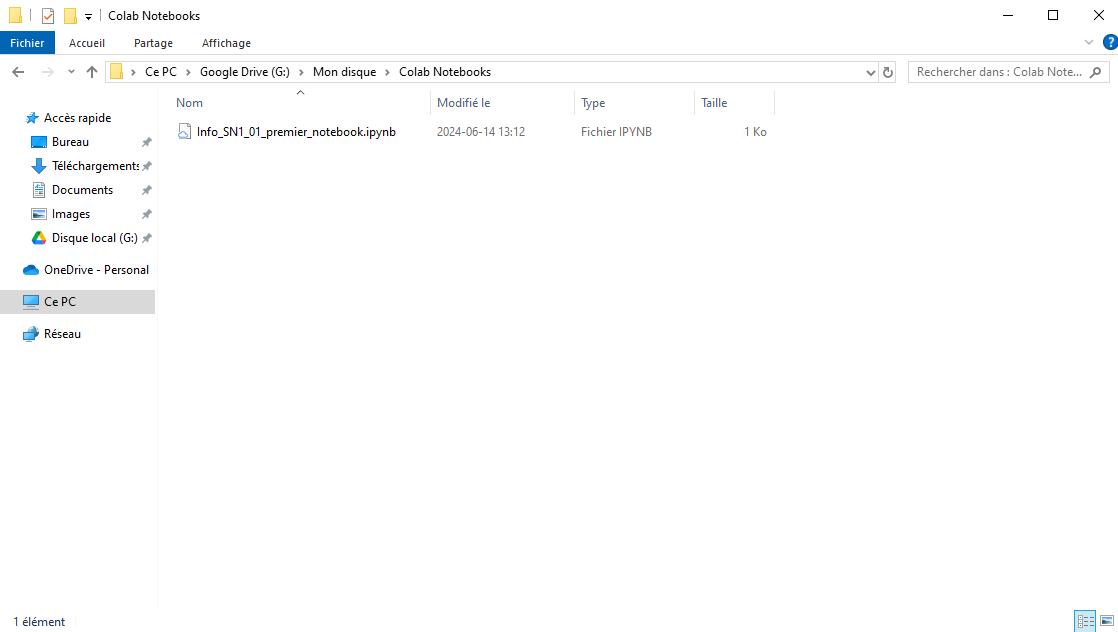 Colab Notebooks
Fichier Accueil Partage Affichage ?
Ce PC > Google Drive (G:) > Mon disque > Colab Notebooks Rechercher dans : Colab Note...
Nom Modifié le Type Taille
Info_SN1_01_premier_notebook.ipynb 2024-06-14 13:12 Fichier IPYNB 1 Ko
Accès rapide
Bureau
Téléchargements
Documents
Images
Disque local (G:)
OneDrive - Personal
Ce PC
Réseau
1 élément